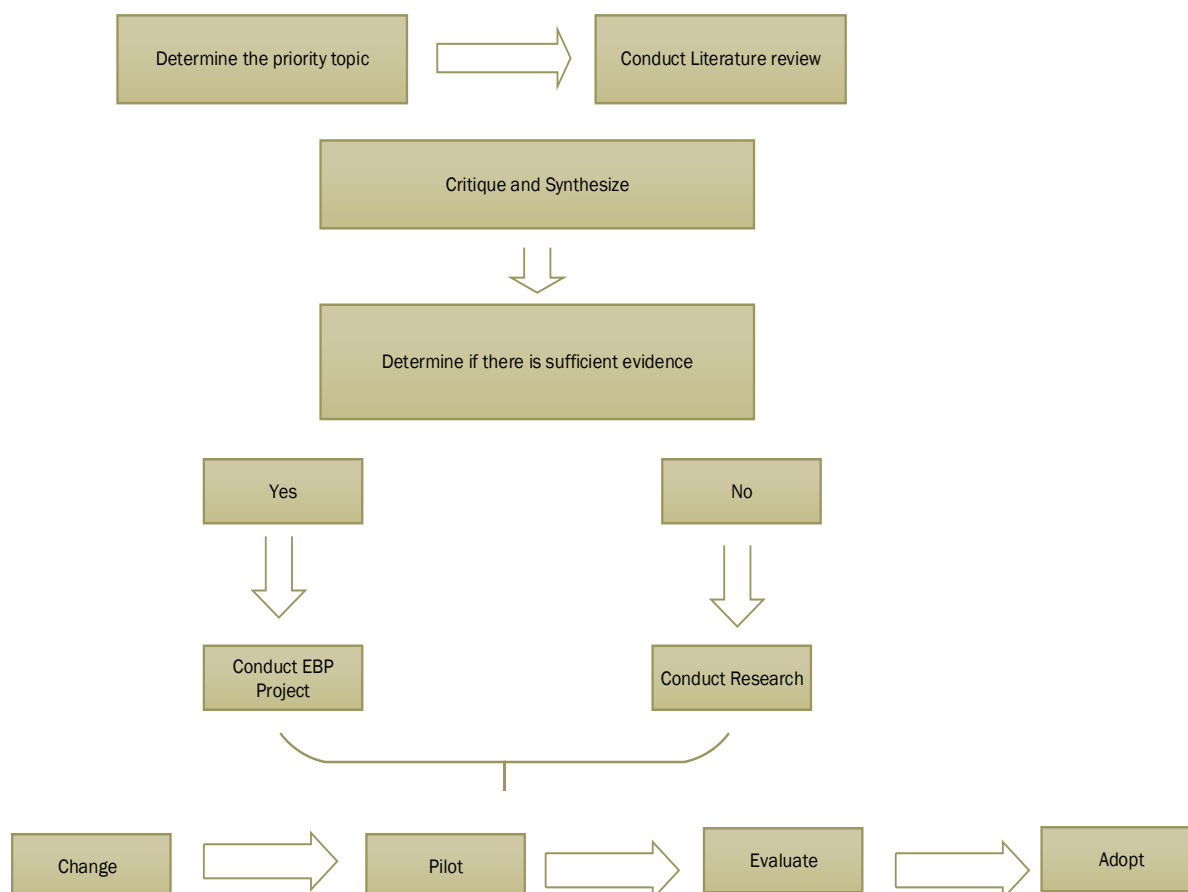 Determine the priority topic
Conduct Literature review
Critique and Synthesize
Determine if there is sufficient evidence
Yes
No
Conduct EBP
Project
Conduct Research
Change
Pilot
Evaluate
Adopt